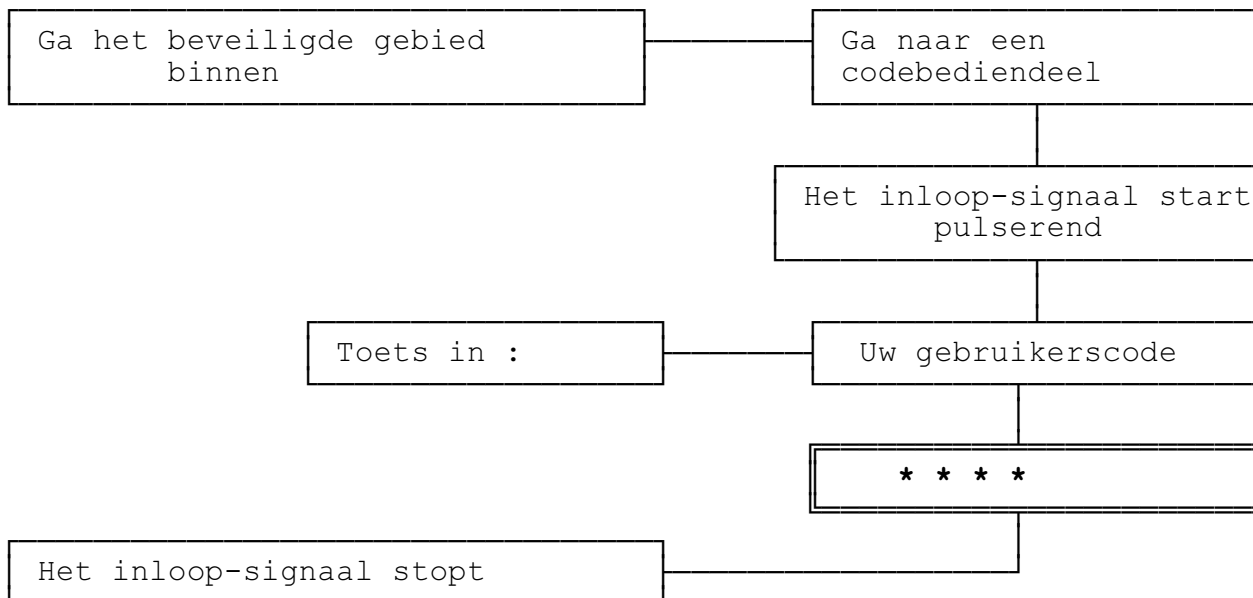 Ga het beveiligde gebied
binnen
Ga naar een
codebediendeel
Het inloop-signaal start
pulserend
Toets in :
Uw gebruikerscode
* * * *
Het inloop-signaal stopt